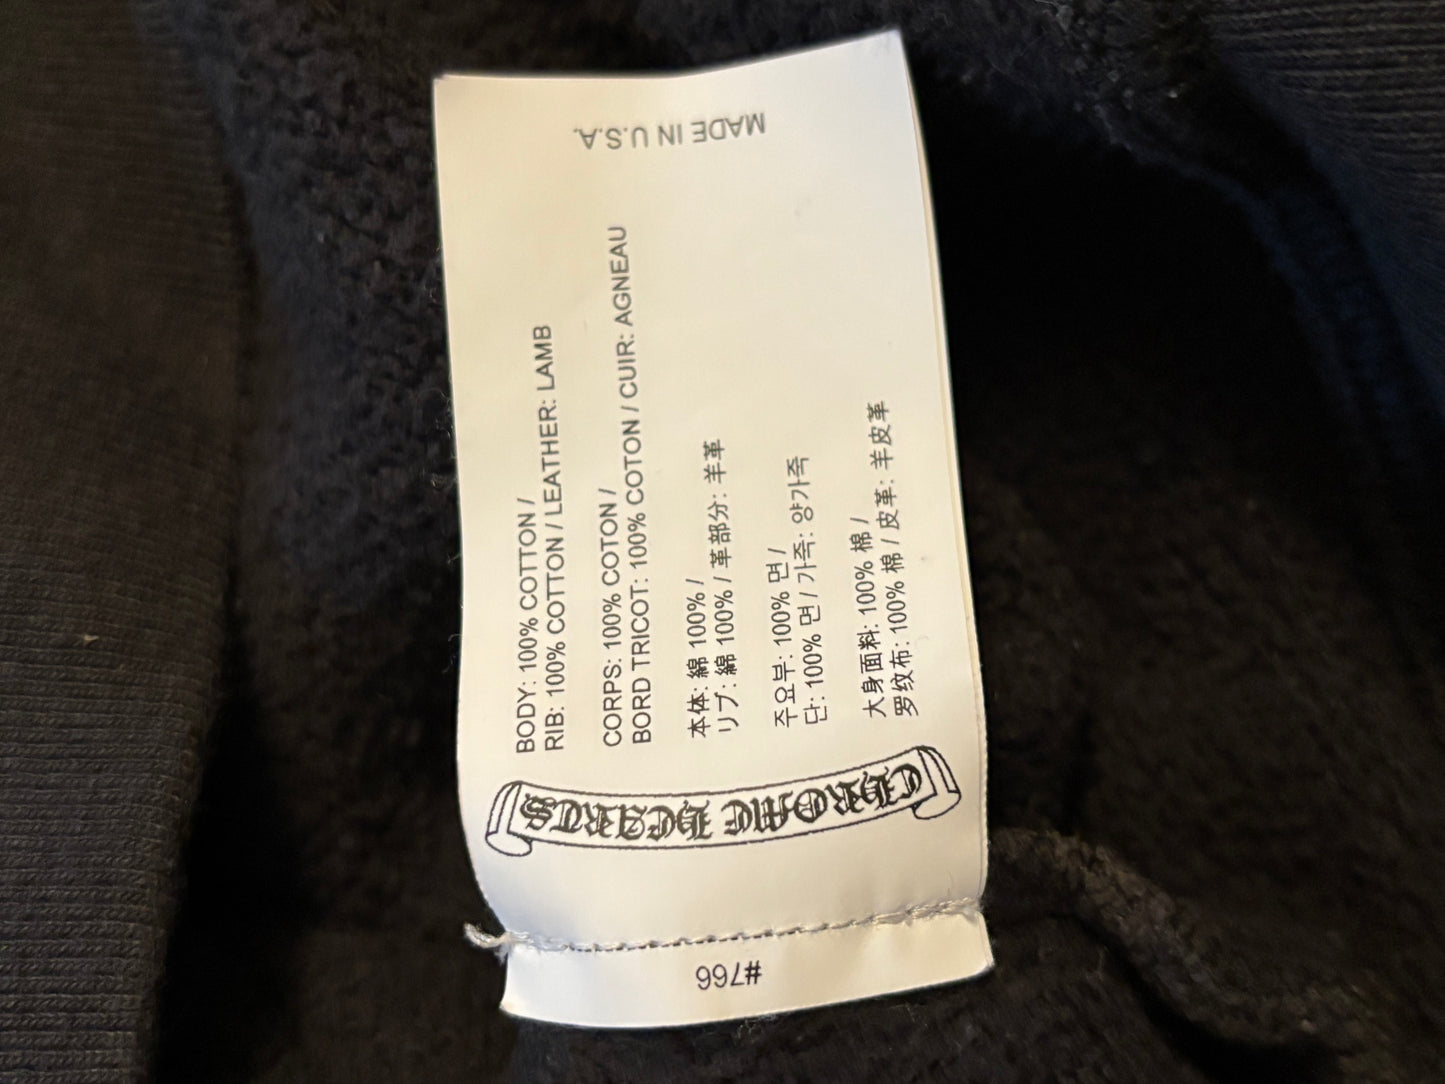 MADE IN U.S.A.
BODY: 100% COTTON /
RIB: 100% COTTON / LEATHER: LAMB
CORPS: 100% COTON /
BORD TRICOT: 100% COTON / CUIR: AGNEAU
本体: 綿 100% /
リブ: 綿 100% / 革部分: 羊革
주요부: 100% 면 /
단: 100% 면 / 가죽: 양가죽
大身面料: 100% 棉 /
罗纹布: 100% 棉 / 皮革: 羊皮革
CHROME HEARTS
#766